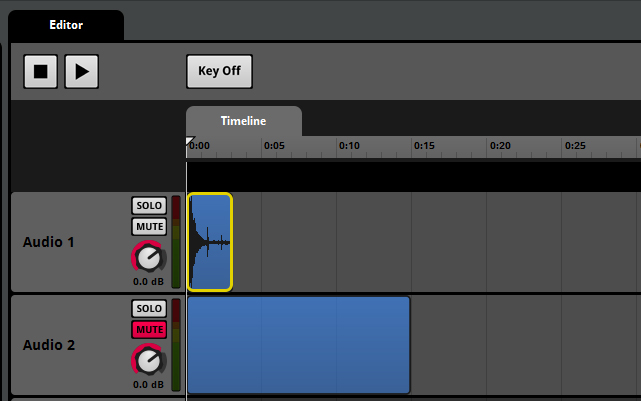 Editor
Key Off
Timeline
0:00 0:05 0:10 0:15 0:20 0:25
SOLO
MUTE
Audio 1
0.0 dB
SOLO
MUTE
Audio 2
0.0 dB